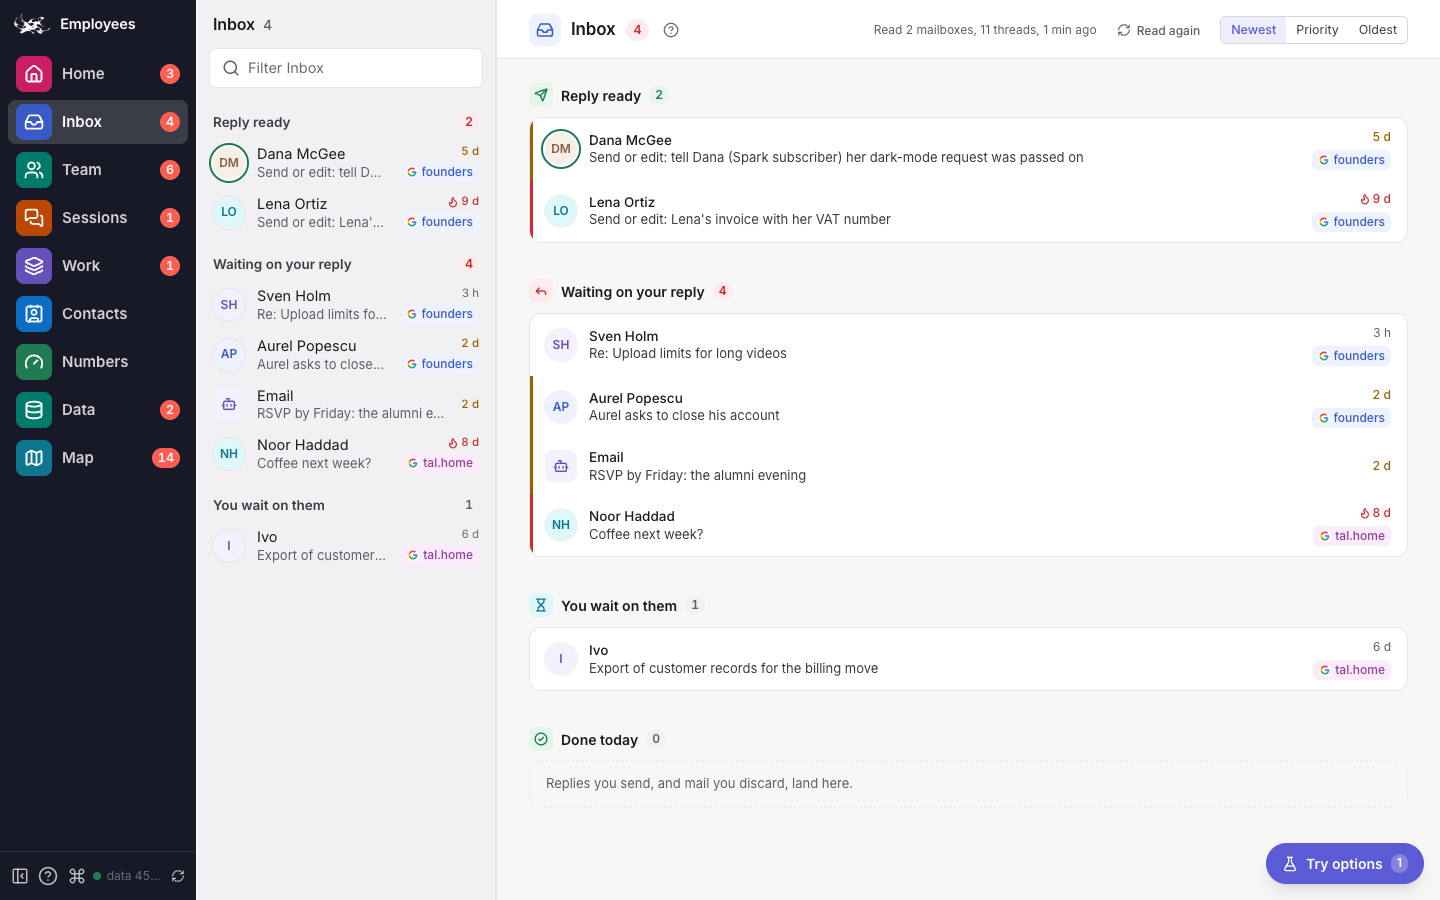 Employees
Home 3
Inbox 4
Team 6
Sessions 1
Work 1
Contacts
Numbers
Data 2
Map 14
data 45...
Inbox 4
Filter Inbox
Reply ready 2
DM Dana McGee 5 d
Send or edit: tell D... founders
LO Lena Ortiz 9 d
Send or edit: Lena'... founders
Waiting on your reply 4
SH Sven Holm 3 h
Re: Upload limits fo... founders
AP Aurel Popescu 2 d
Aurel asks to close... founders
Email
RSVP by Friday: the alumni e... 2 d
NH Noor Haddad 8 d
Coffee next week? tal.home
You wait on them 1
I Ivo 6 d
Export of customer... tal.home
Inbox 4
Read 2 mailboxes, 11 threads, 1 min ago
Read again
Newest Priority Oldest
Reply ready 2
DM Dana McGee 5 d
Send or edit: tell Dana (Spark subscriber) her dark-mode request was passed on founders
LO Lena Ortiz 9 d
Send or edit: Lena's invoice with her VAT number founders
Waiting on your reply 4
SH Sven Holm 3 h
Re: Upload limits for long videos founders
AP Aurel Popescu 2 d
Aurel asks to close his account founders
Email
RSVP by Friday: the alumni evening 2 d
NH Noor Haddad 8 d
Coffee next week? tal.home
You wait on them 1
I Ivo 6 d
Export of customer records for the billing move tal.home
Done today 0
Replies you send, and mail you discard, land here.
Try options 1